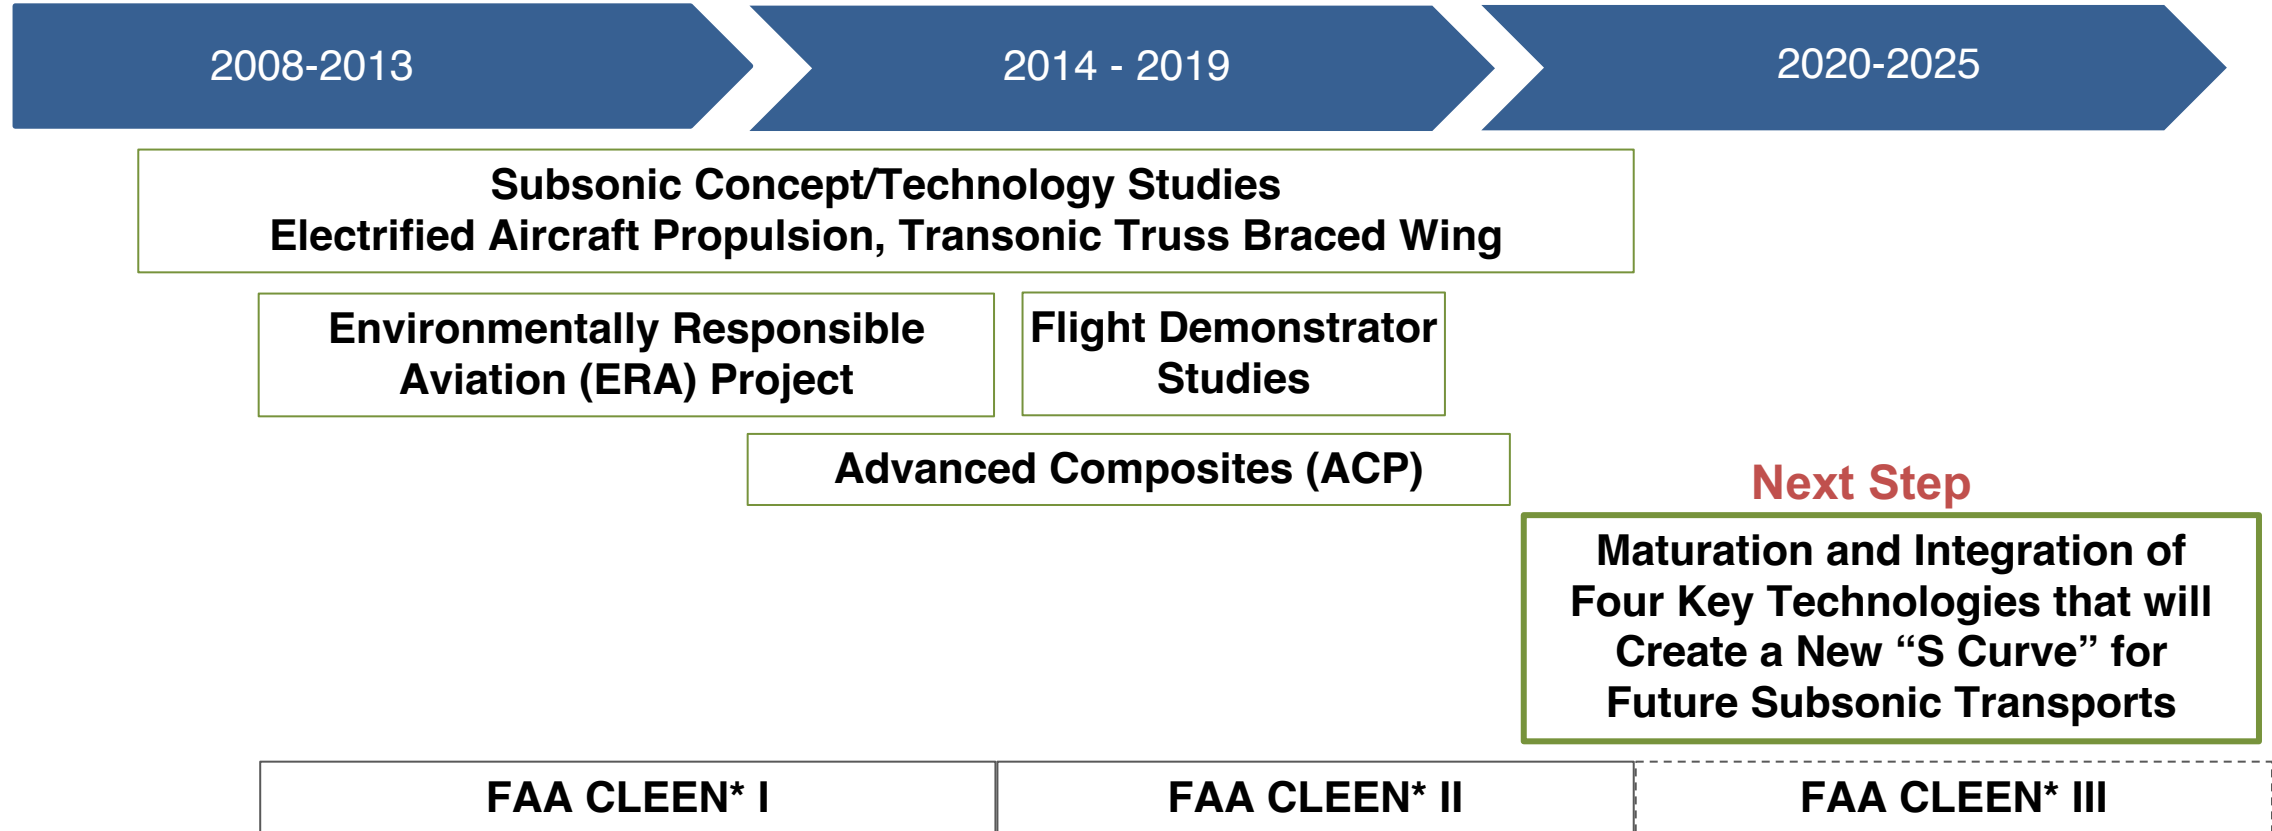 2008-2013
2014 - 2019
2020-2025
Subsonic Concept/Technology Studies
Electrified Aircraft Propulsion, Transonic Truss Braced Wing
Environmentally Responsible
Aviation (ERA) Project
Flight Demonstrator
Studies
Advanced Composites (ACP)
Next Step
Maturation and Integration of
Four Key Technologies that will
Create a New “S Curve” for
Future Subsonic Transports
FAA CLEEN* I
FAA CLEEN* II
FAA CLEEN* III